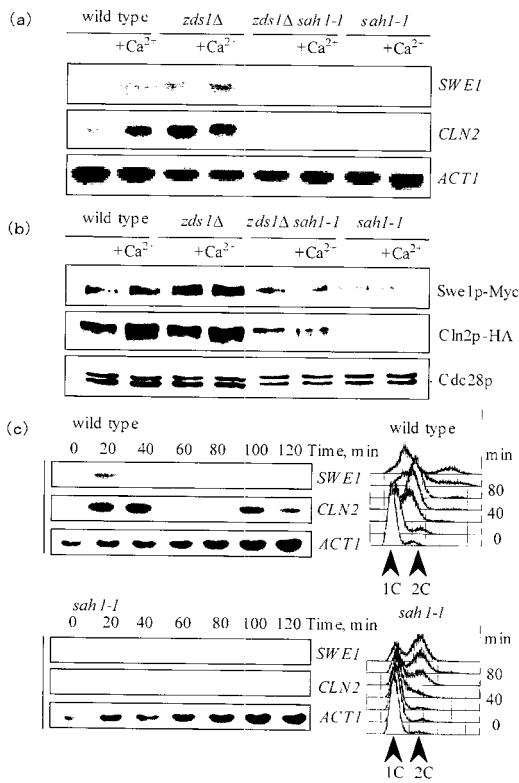 (a)
wild type zds1Δ zds1Δ sah1-1 sah1-1
+Ca²⁺ +Ca²⁺ +Ca²⁺ +Ca²⁺
SWE1
CLN2
ACT1
(b)
wild type zds1Δ zds1Δ sah1-1 sah1-1
+Ca²⁺ +Ca²⁺ +Ca²⁺ +Ca²⁺
Swe1p-Myc
Cln2p-HA
Cdc28p
(c)
wild type
0 20 40 60 80 100 120 Time, min
SWE1
CLN2
ACT1
wild type
min
80
40
0
1C 2C
sah1-1
0 20 40 60 80 100 120 Time, min
SWE1
CLN2
ACT1
sah1-1
min
80
40
0
1C 2C